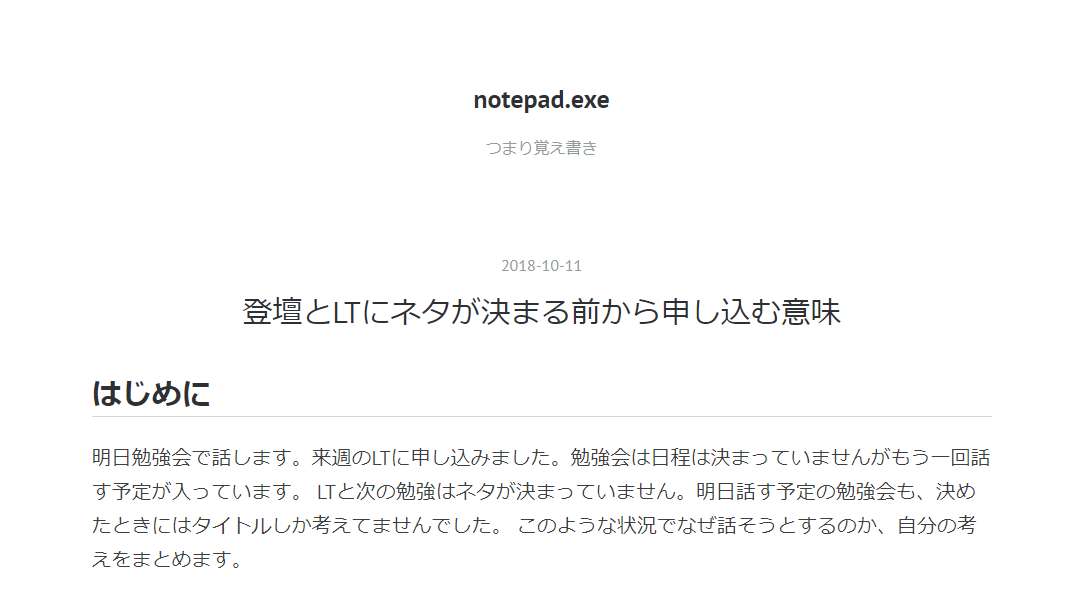 notepad.exe
つまり覚え書き
2018-10-11
登壇とLTにネタが決まる前から申し込む意味
はじめに
明日勉強会で話します。来週のLTに申し込みました。勉強会は日程は決まっていませんがもう一回話
す予定が入っています。 LTと次の勉強はネタが決まっていません。明日話す予定の勉強会も、決め
たときにはタイトルしか考えてませんでした。 このような状況でなぜ話そうとするのか、自分の考
えをまとめます。